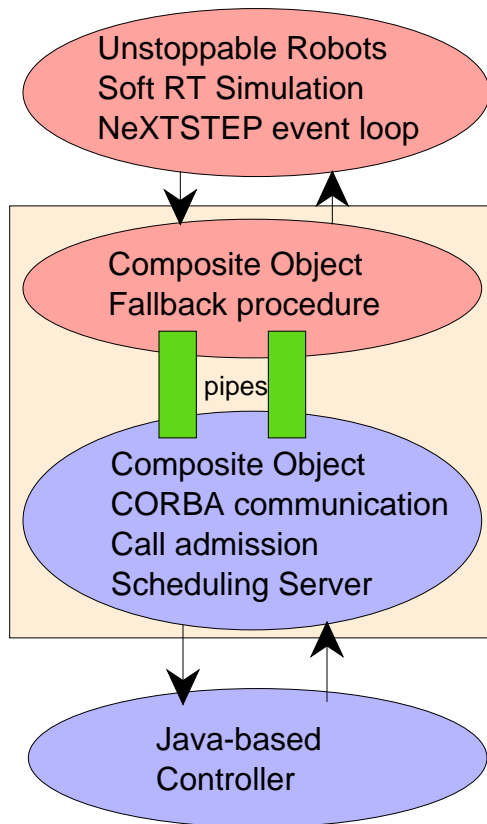 Unstoppable Robots
Soft RT Simulation
NeXTSTEP event loop
Composite Object
Fallback procedure
pipes
Composite Object
CORBA communication
Call admission
Scheduling Server
Java-based
Controller